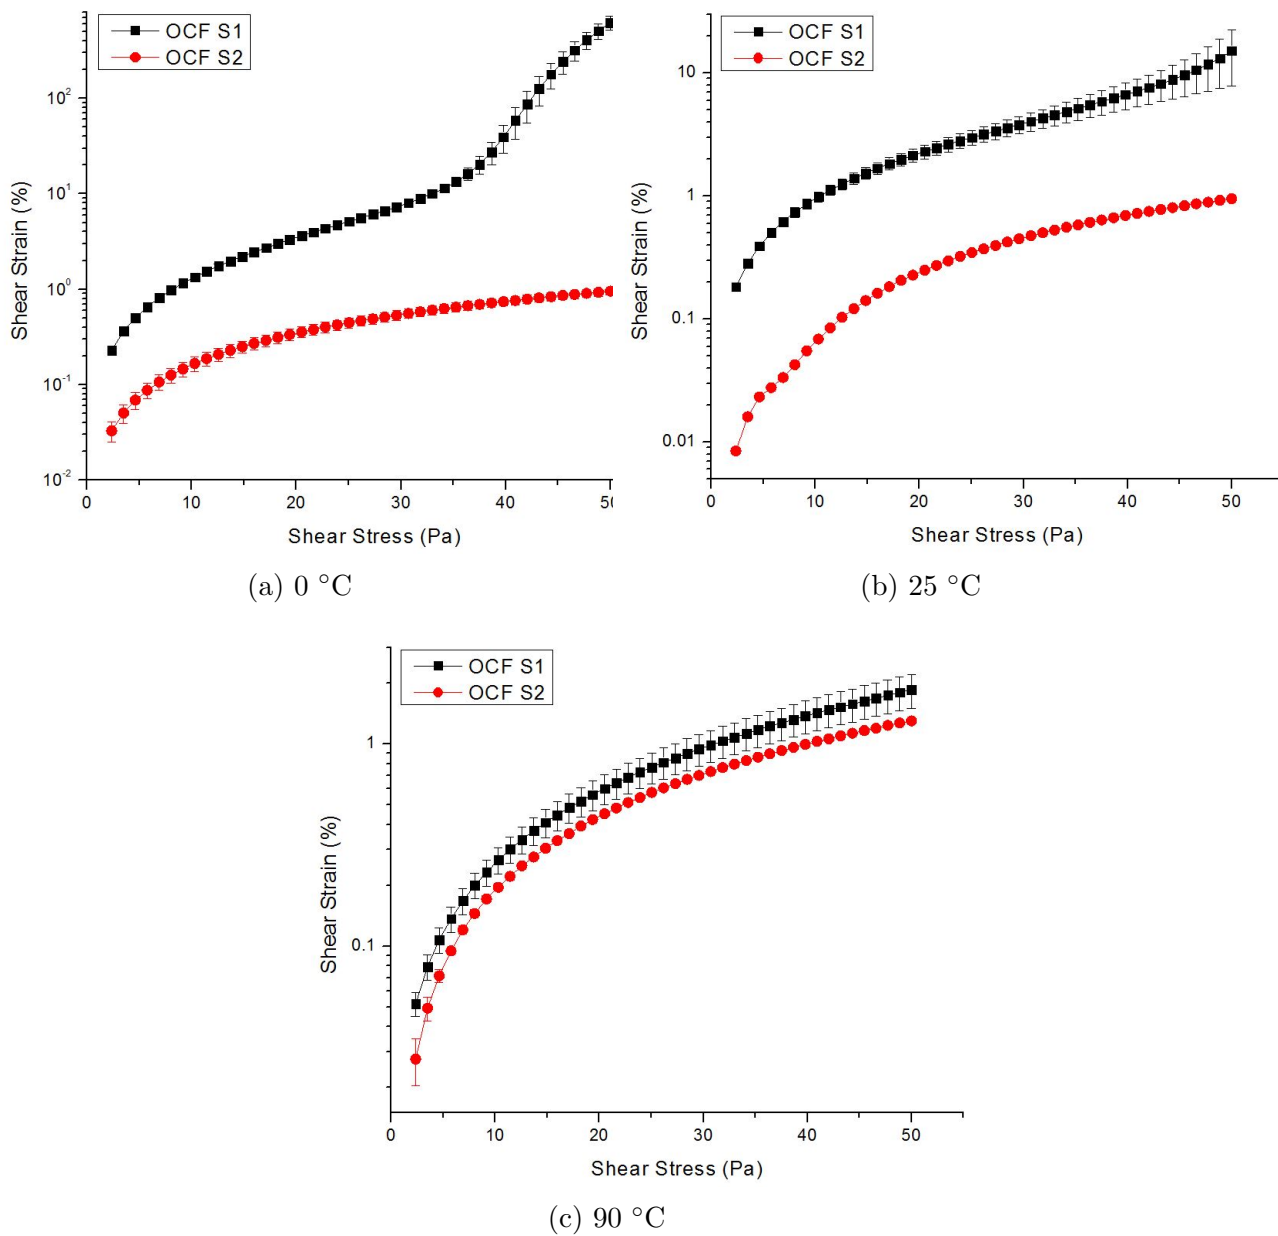 OCF S1
OCF S2
10²
10¹
10⁰
10⁻¹
10⁻²
0 10 20 30 40 50
Shear Strain (%)
Shear Stress (Pa)
(a) 0 °C
OCF S1
OCF S2
10
1
0.1
0.01
0 10 20 30 40 50
Shear Strain (%)
Shear Stress (Pa)
(b) 25 °C
OCF S1
OCF S2
1
0.1
0 10 20 30 40 50
Shear Strain (%)
Shear Stress (Pa)
(c) 90 °C